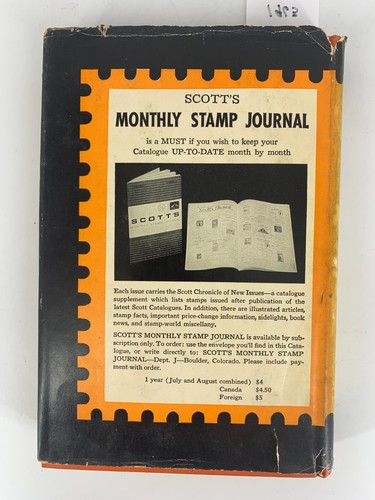 SCOTT'S
MONTHLY STAMP JOURNAL
is a MUST if you wish to keep your
Catalogue UP-TO-DATE month by month
SCOTT'S
Each issue carries the Scott Chronicle of New Issues—a catalogue
supplement which lists stamps issued after publication of the
latest Scott Catalogues. In addition, there are illustrated articles,
stamp facts, important price-change information, sidelights, book
news, and stamp-world miscellany.
SCOTT'S MONTHLY STAMP JOURNAL is available by sub-
scription only. To order: use the envelope you'll find in this Cata-
logue, or write directly to: SCOTT'S MONTHLY STAMP
JOURNAL—Dept. J—Boulder, Colorado. Please include pay-
ment with order.
1 year (July and August combined) $4
Canada $4.50
Foreign $5